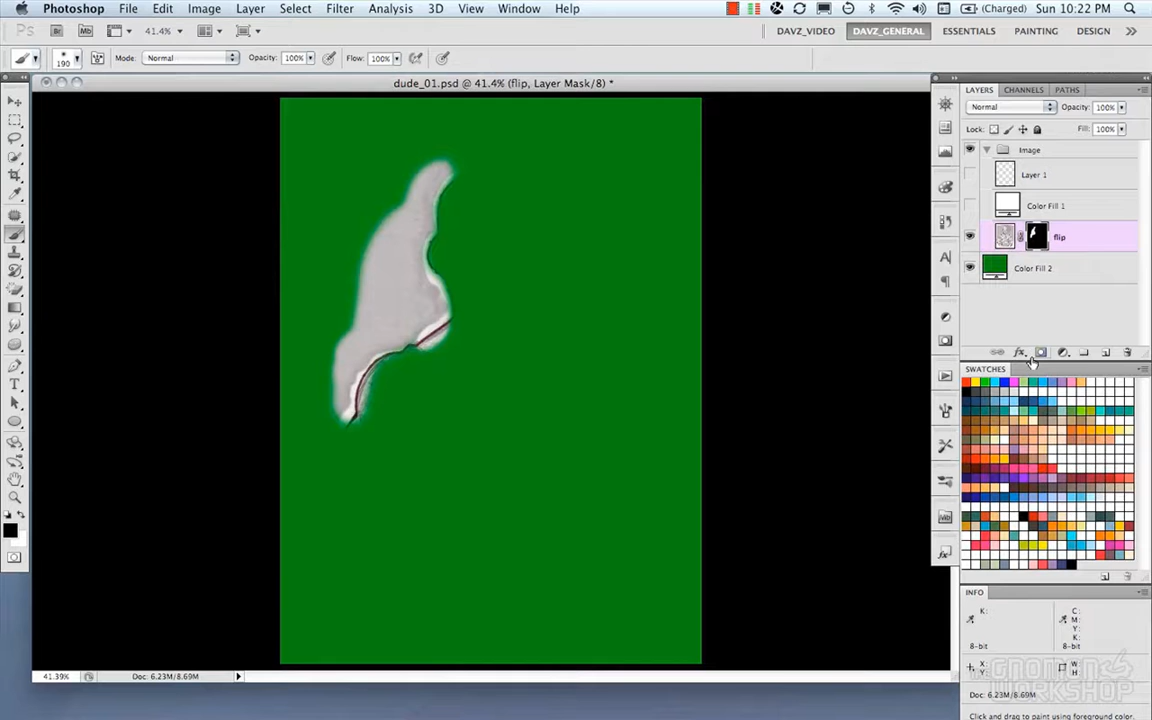 Photoshop File Edit Image Layer Select Filter Analysis 3D View Window Help (Charged) Sun 10:22 PM
Ps Br Mb 41.4% DAVZ_VIDEO DAVZ_GENERAL ESSENTIALS PAINTING DESIGN
190 Mode: Normal Opacity: 100% Flow: 100%
dude_01.psd @ 41.4% (flip, Layer Mask/8) *
LAYERS CHANNELS PATHS
Normal Opacity: 100%
Lock: Fill: 100%
Image
Layer 1
Color Fill 1
flip
Color Fill 2
fx
SWATCHES
INFO
K: C:
M:
Y:
K:
8-bit 8-bit
X: W:
Y: H:
GNOMON
WORKSHOP
Doc: 6.23M/8.69M
Click and drag to paint using foreground color.
41.39% Doc: 6.23M/8.69M